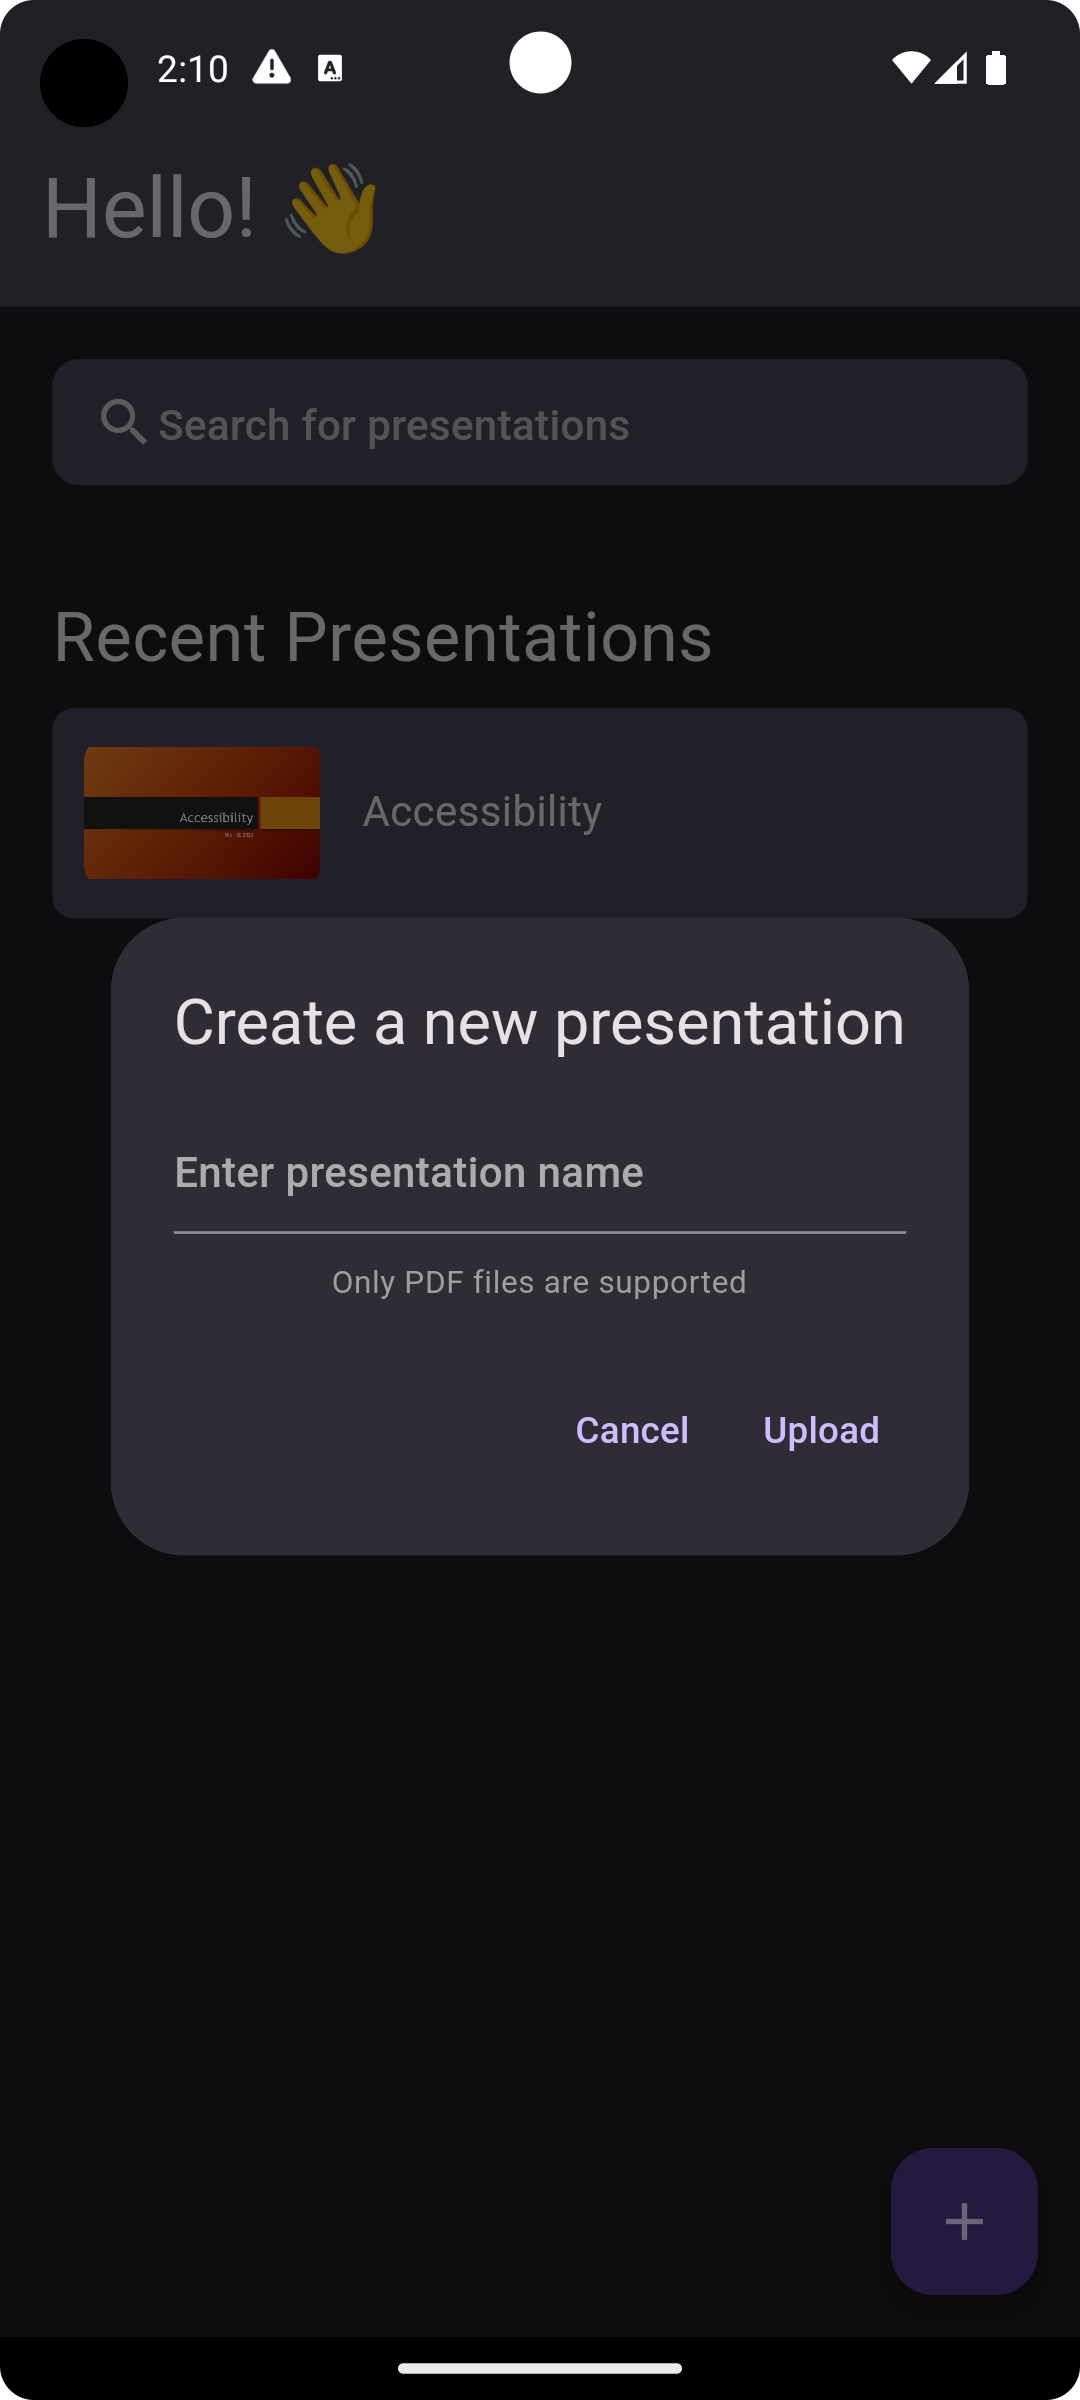 2:10
Hello! 👋
Search for presentations
Recent Presentations
Accessibility
Accessibility
Create a new presentation
Enter presentation name
Only PDF files are supported
Cancel
Upload